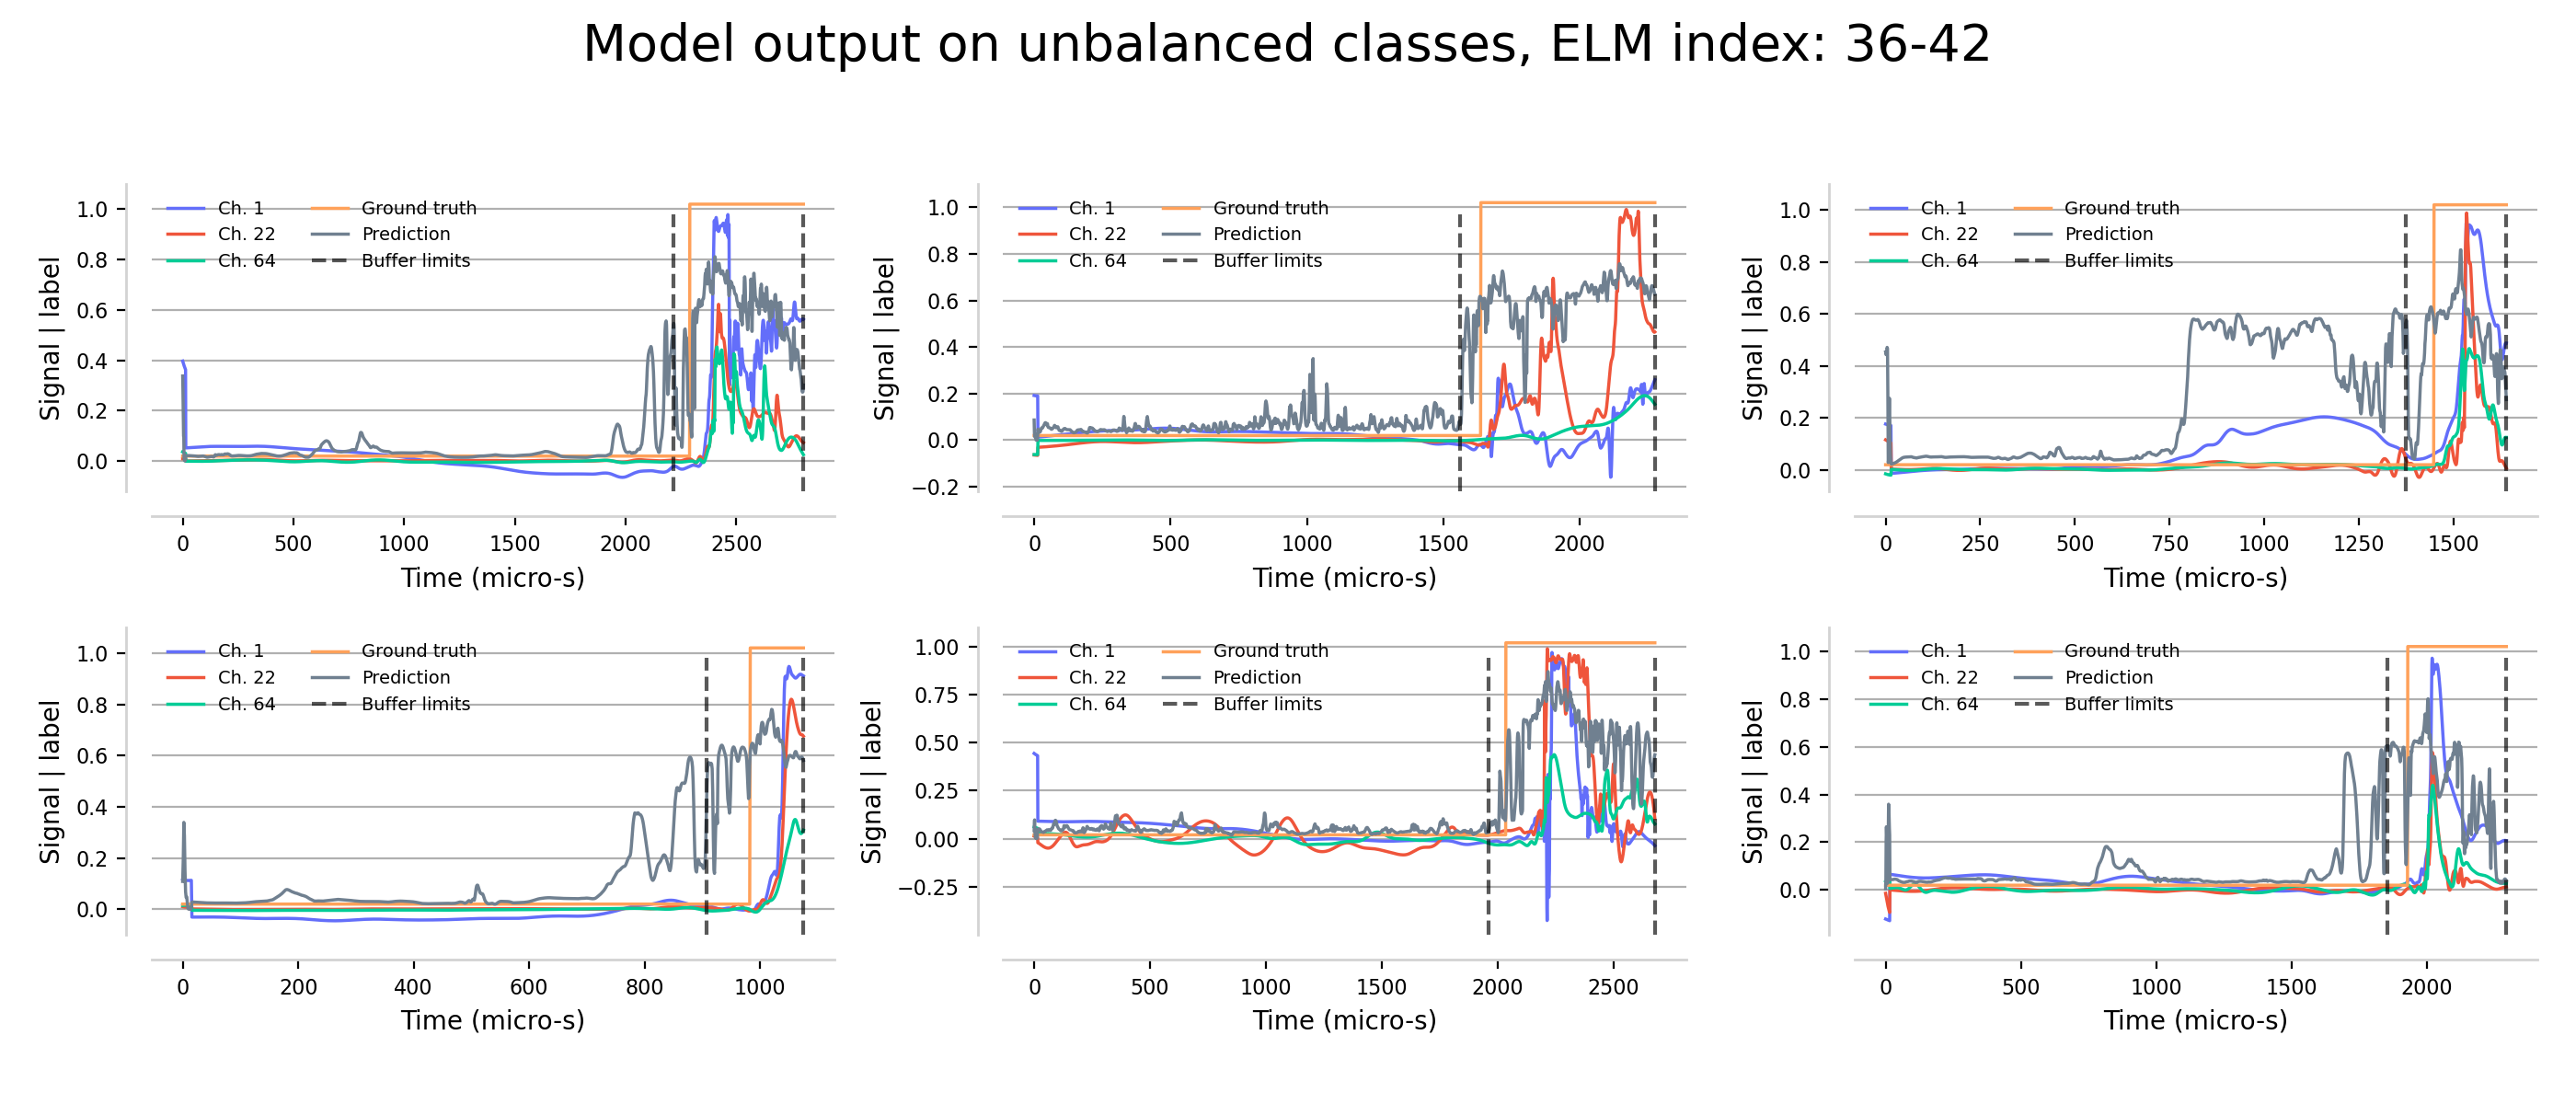 Model output on unbalanced classes, ELM index: 36-42
Signal | label
1.0
0.8
0.6
0.4
0.2
0.0
Ch. 1
Ch. 22
Ch. 64
Ground truth
Prediction
Buffer limits
0 500 1000 1500 2000 2500
Time (micro-s)
Signal | label
1.0
0.8
0.6
0.4
0.2
0.0
−0.2
Ch. 1
Ch. 22
Ch. 64
Ground truth
Prediction
Buffer limits
0 500 1000 1500 2000
Time (micro-s)
Signal | label
1.0
0.8
0.6
0.4
0.2
0.0
Ch. 1
Ch. 22
Ch. 64
Ground truth
Prediction
Buffer limits
0 250 500 750 1000 1250 1500
Time (micro-s)
Signal | label
1.0
0.8
0.6
0.4
0.2
0.0
Ch. 1
Ch. 22
Ch. 64
Ground truth
Prediction
Buffer limits
0 200 400 600 800 1000
Time (micro-s)
Signal | label
1.00
0.75
0.50
0.25
0.00
−0.25
Ch. 1
Ch. 22
Ch. 64
Ground truth
Prediction
Buffer limits
0 500 1000 1500 2000 2500
Time (micro-s)
Signal | label
1.0
0.8
0.6
0.4
0.2
0.0
Ch. 1
Ch. 22
Ch. 64
Ground truth
Prediction
Buffer limits
0 500 1000 1500 2000
Time (micro-s)